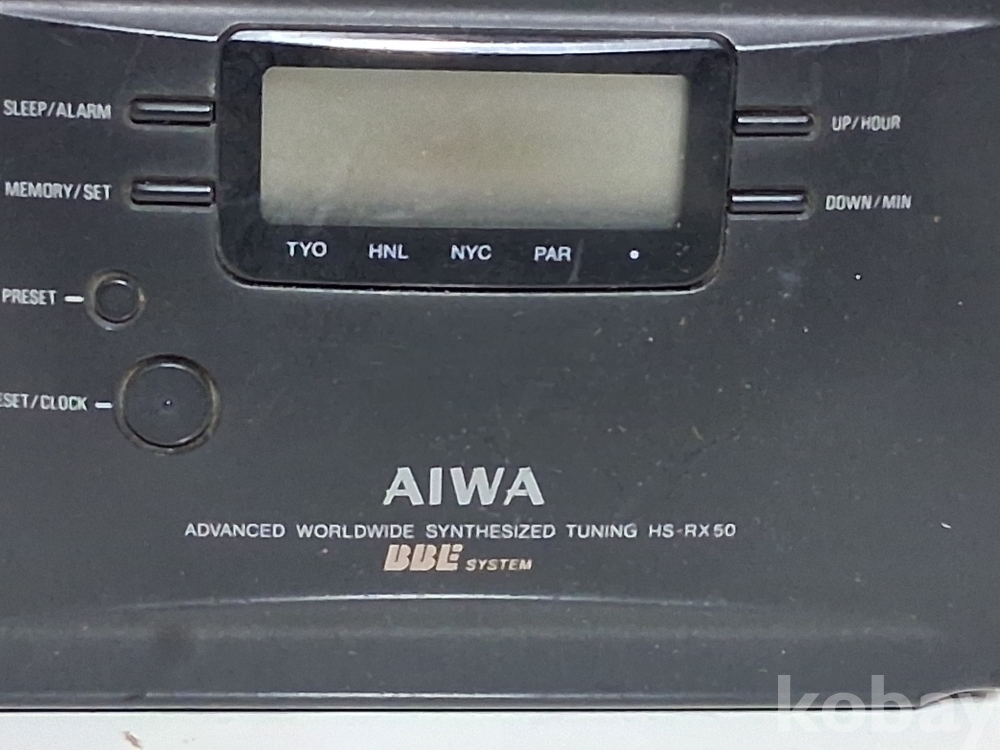 SLEEP/ALARM
UP/HOUR
MEMORY/SET
DOWN/MIN
TYO HNL NYC PAR
PRESET
ESET/CLOCK
AIWA
ADVANCED WORLDWIDE SYNTHESIZED TUNING HS-RX50
BBE SYSTEM
kobay